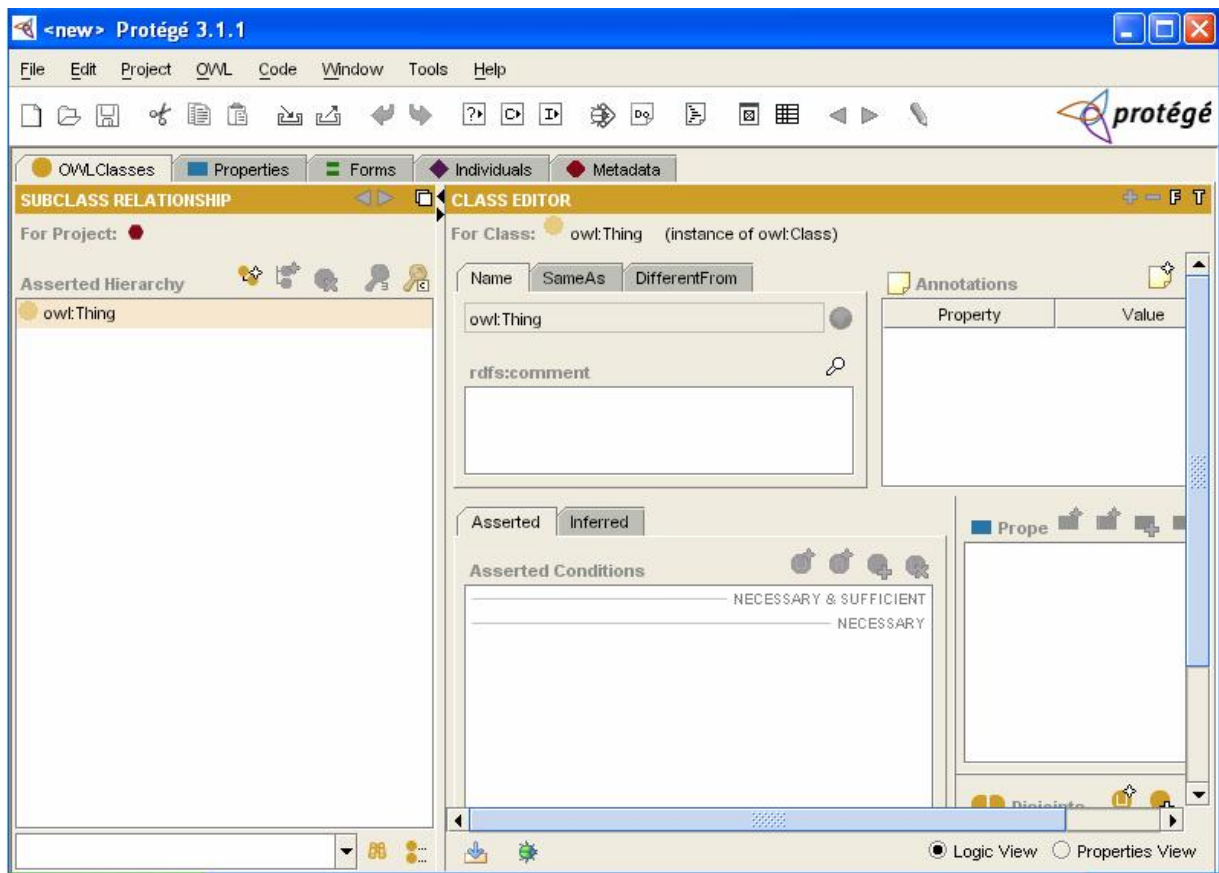 <new> Protégé 3.1.1
File Edit Project OWL Code Window Tools Help
protégé
OWLClasses Properties Forms Individuals Metadata
SUBCLASS RELATIONSHIP
For Project:
Asserted Hierarchy
owl:Thing
CLASS EDITOR
F T
For Class: owl:Thing (instance of owl:Class)
Name SameAs DifferentFrom
owl:Thing
rdfs:comment
Annotations
Property Value
Asserted Inferred
Asserted Conditions
NECESSARY & SUFFICIENT
NECESSARY
Prope
Disjoints
Logic View Properties View